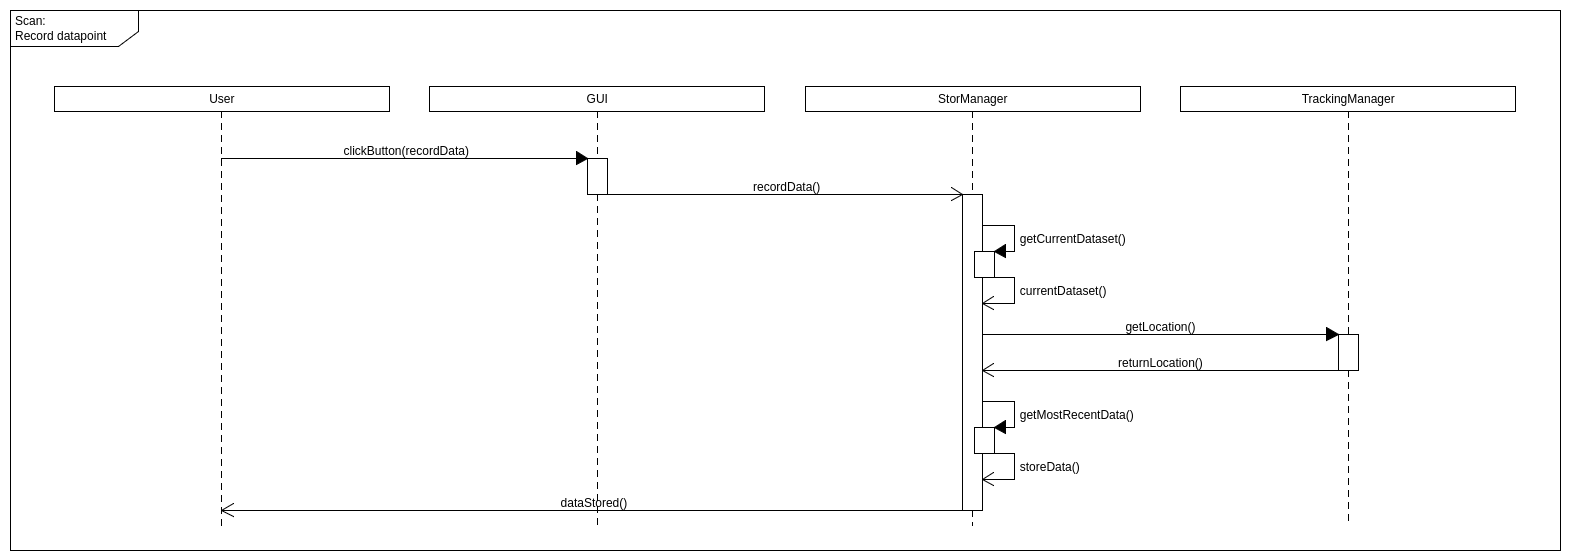 Scan:
Record datapoint
User
GUI
StorManager
TrackingManager
clickButton(recordData)
recordData()
getCurrentDataset()
currentDataset()
getLocation()
returnLocation()
getMostRecentData()
storeData()
dataStored()